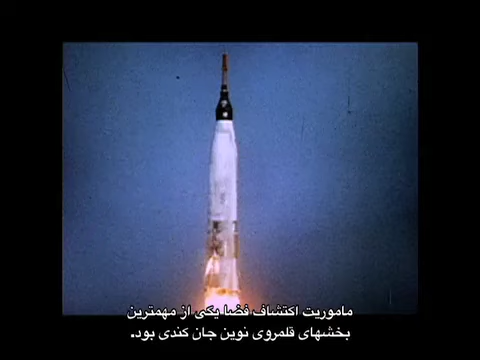 ماموریت اکتشاف فضا یکی از مهمترین
بخشهای قلمروی نوین جان کندی بود.